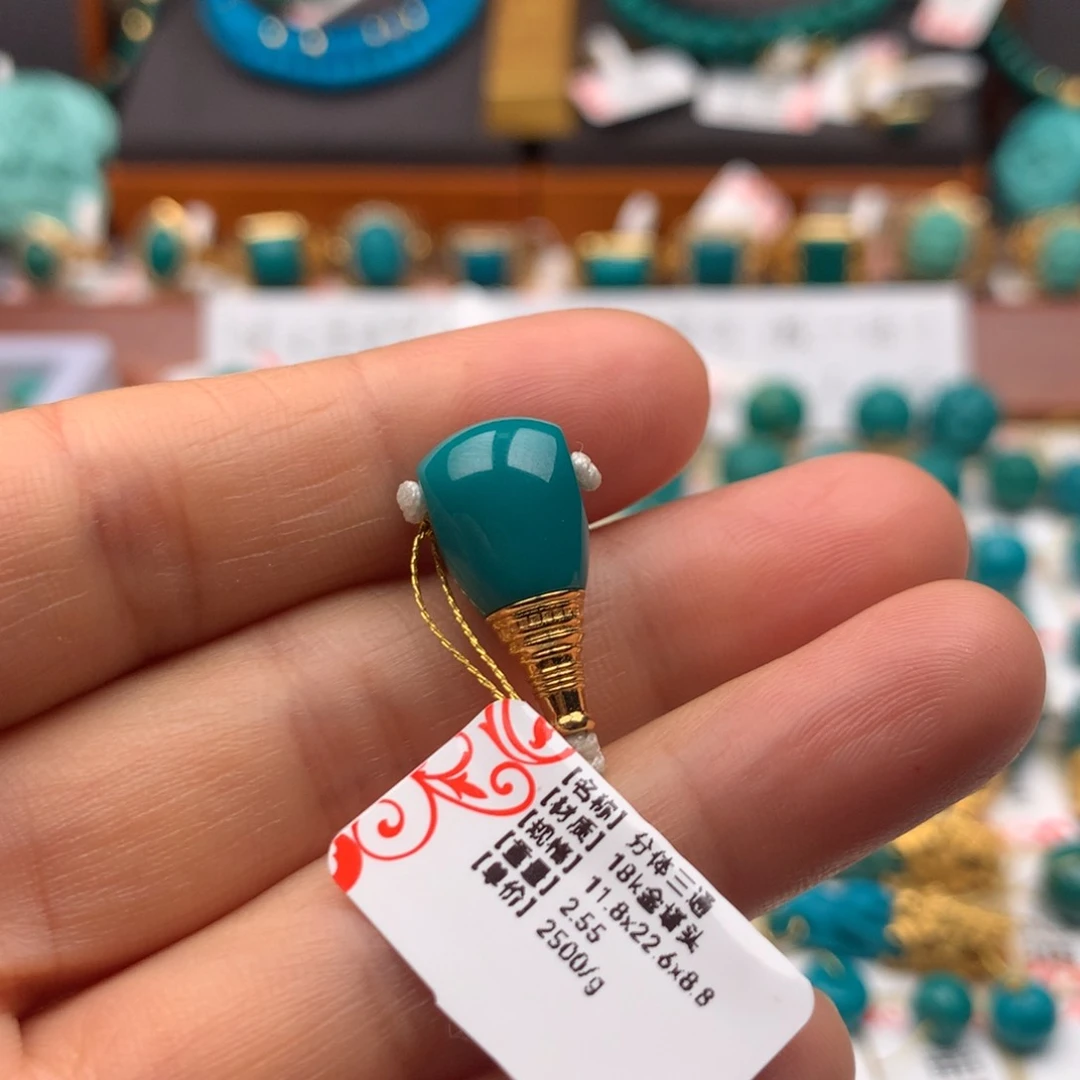 【名称】 分体三通
【材质】 18k金塔头
【规格】 11.8x22.6x8.8
【重量】 2.55
【单价】 2500/g